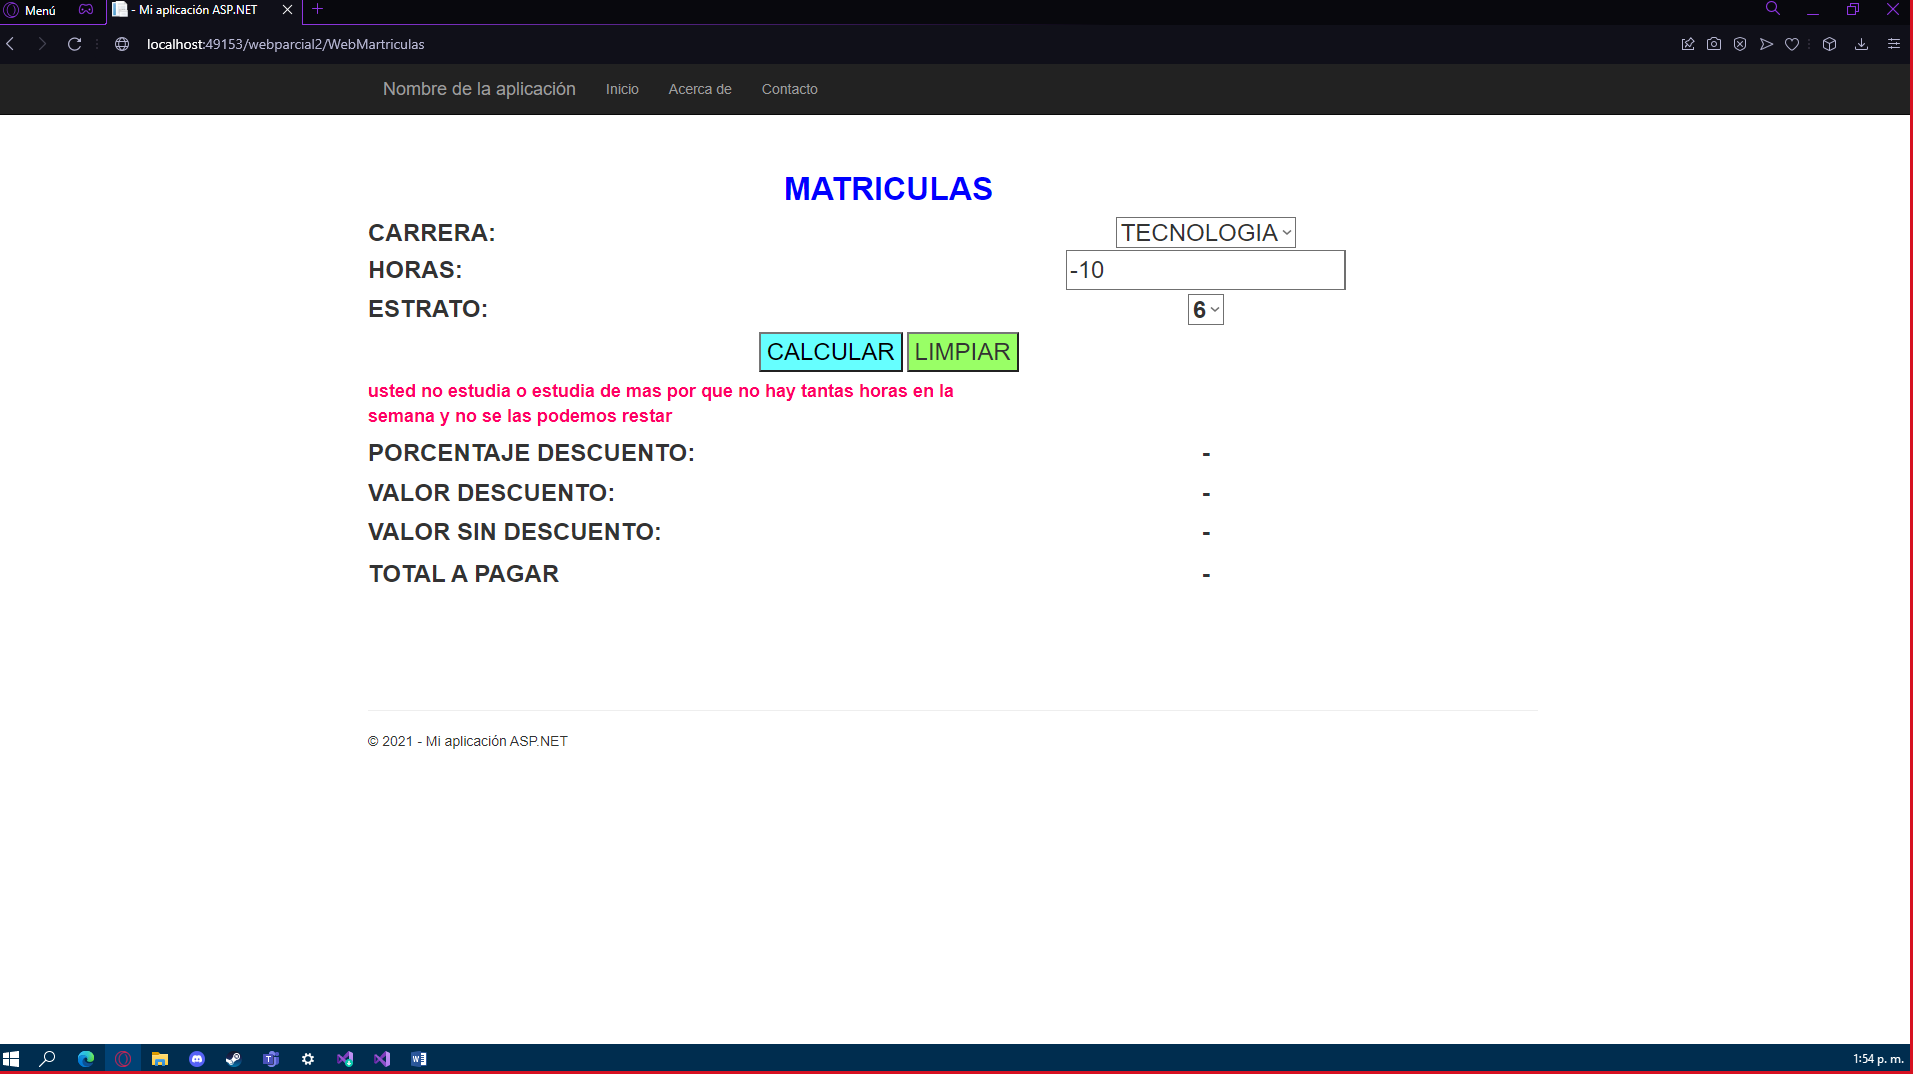 Menú
- Mi aplicación ASP.NET
localhost:49153/webparcial2/WebMartriculas
Nombre de la aplicación Inicio Acerca de Contacto
MATRICULAS
CARRERA: TECNOLOGIA
HORAS: -10
ESTRATO: 6
CALCULAR LIMPIAR
usted no estudia o estudia de mas por que no hay tantas horas en la
semana y no se las podemos restar
PORCENTAJE DESCUENTO: -
VALOR DESCUENTO: -
VALOR SIN DESCUENTO: -
TOTAL A PAGAR -
© 2021 - Mi aplicación ASP.NET
1:54 p. m.